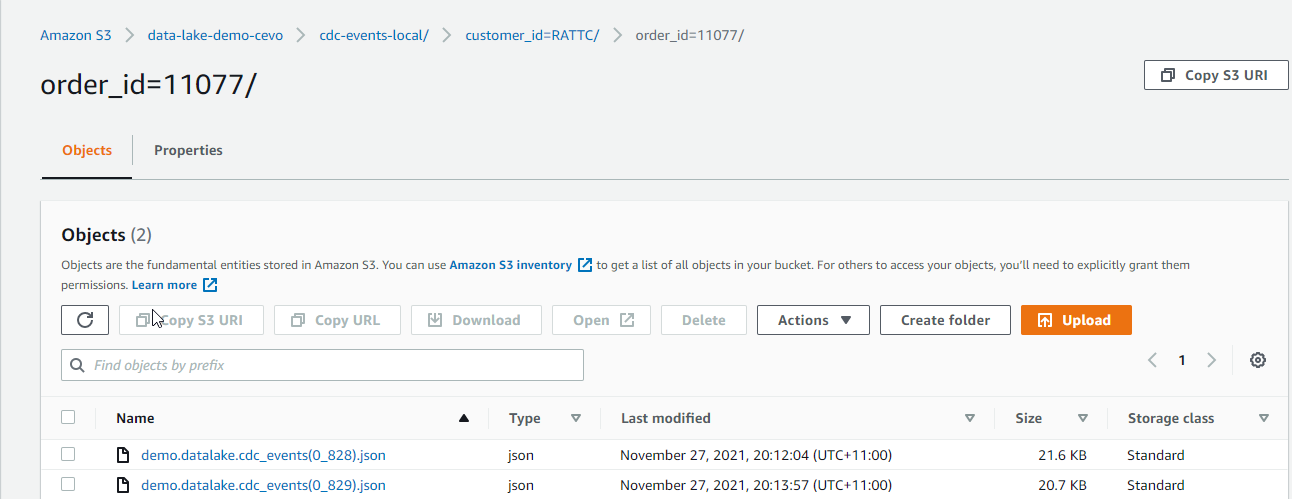 Amazon S3 > data-lake-demo-cevo > cdc-events-local/ > customer_id=RATTC/ > order_id=11077/
order_id=11077/
Copy S3 URI
Objects Properties
Objects (2)
Objects are the fundamental entities stored in Amazon S3. You can use Amazon S3 inventory to get a list of all objects in your bucket. For others to access your objects, you'll need to explicitly grant them
permissions. Learn more
Copy S3 URI Copy URL Download Open Delete Actions Create folder Upload
Find objects by prefix
1
Name Type Last modified Size Storage class
demo.datalake.cdc_events(0_828).json json November 27, 2021, 20:12:04 (UTC+11:00) 21.6 KB Standard
demo.datalake.cdc_events(0_829).json json November 27, 2021, 20:13:57 (UTC+11:00) 20.7 KB Standard